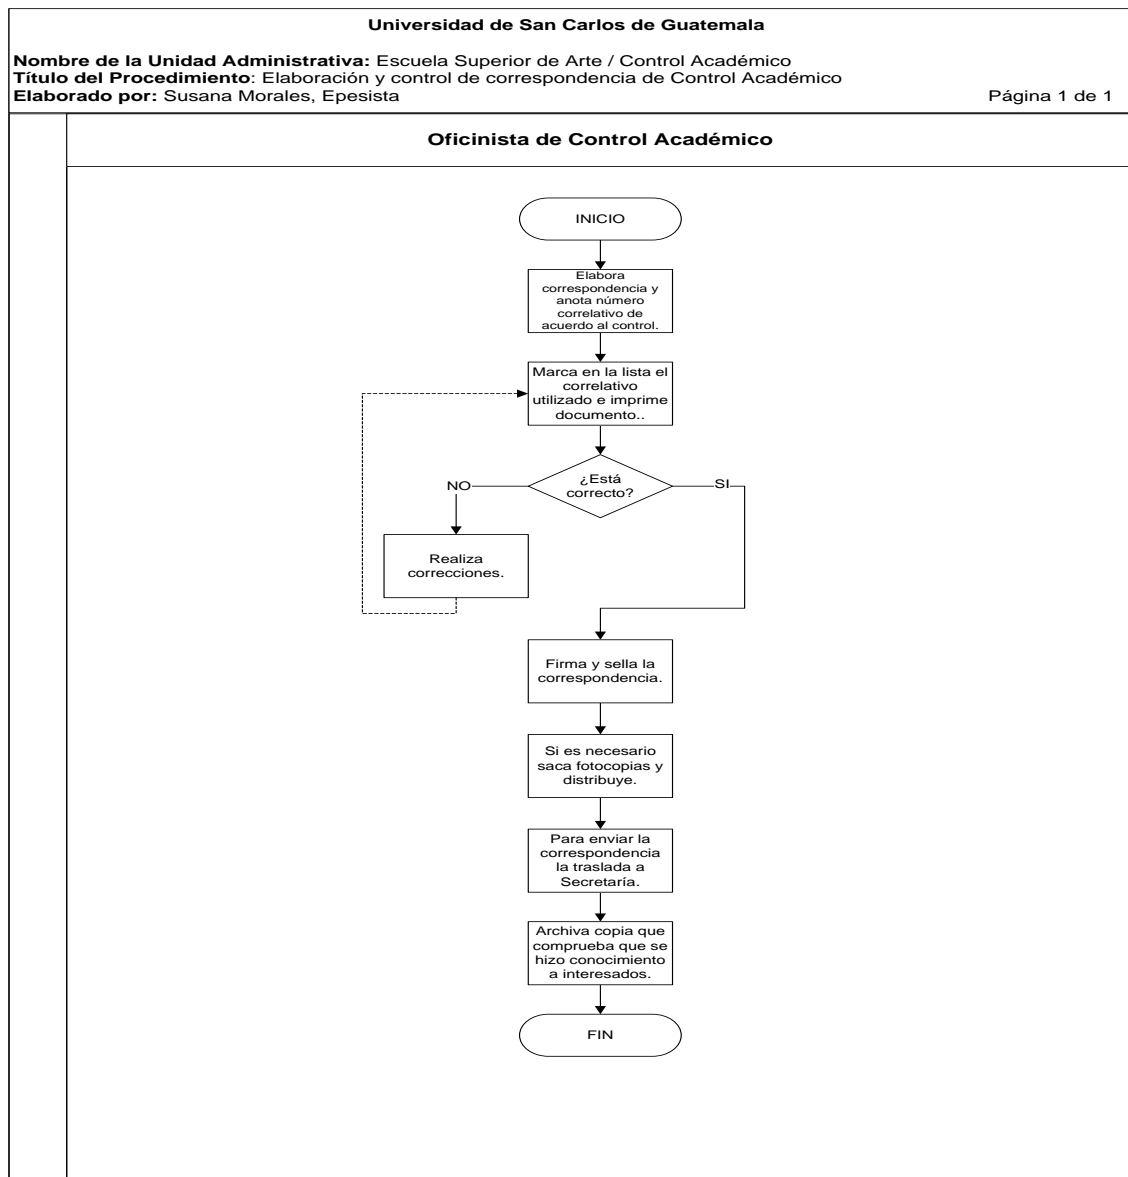 Universidad de San Carlos de Guatemala
Nombre de la Unidad Administrativa: Escuela Superior de Arte / Control Académico
Título del Procedimiento: Elaboración y control de correspondencia de Control Académico
Elaborado por: Susana Morales, Epesista
Página 1 de 1
Oficinista de Control Académico
INICIO
Elabora
correspondencia y
anota número
correlativo de
acuerdo al control.
Marca en la lista el
correlativo
utilizado e imprime
documento..
¿Está
correcto?
NO
SI
Realiza
correcciones.
Firma y sella la
correspondencia.
Si es necesario
saca fotocopias y
distribuye.
Para enviar la
correspondencia
la traslada a
Secretaría.
Archiva copia que
comprueba que se
hizo conocimiento
a interesados.
FIN